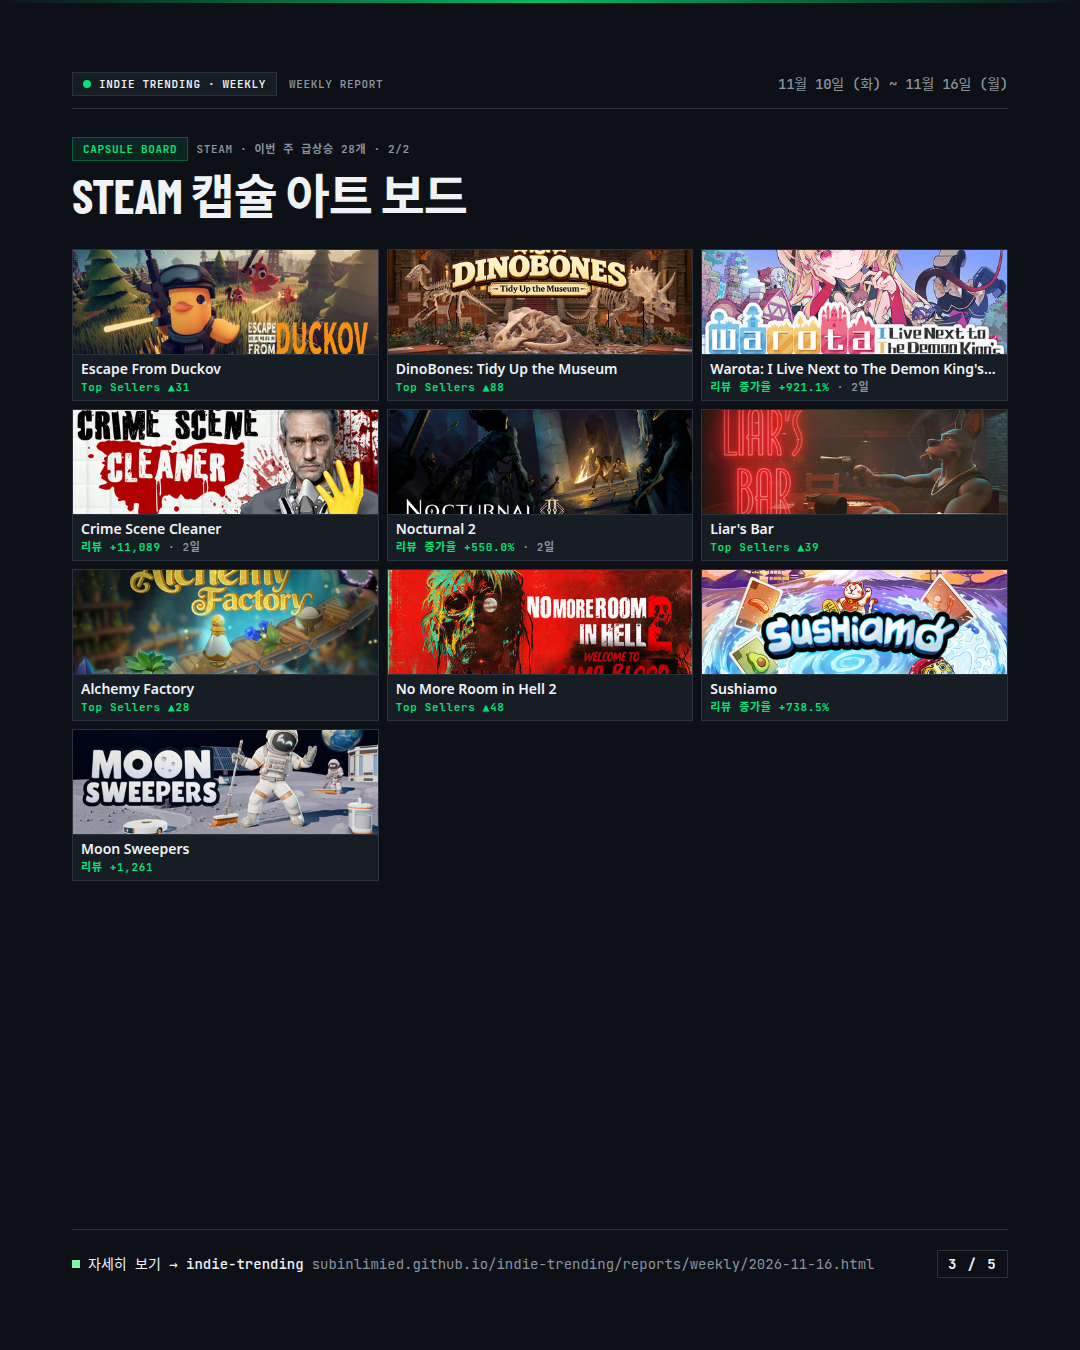 INDIE TRENDING · WEEKLY WEEKLY REPORT 11월 10일 (화) ~ 11월 16일 (월)
CAPSULE BOARD STEAM · 이번 주 급상승 28개 · 2/2
STEAM 캡슐 아트 보드
ESCAPE FROM DUCKOV
Escape From Duckov
Top Sellers ▲31
DINOBONES
Tidy Up the Museum
DinoBones: Tidy Up the Museum
Top Sellers ▲88
warota I Live Next to
The Demon King's
Warota: I Live Next to The Demon King's...
리뷰 증가율 +921.1% · 2일
CRIME SCENE
CLEANER
Crime Scene Cleaner
리뷰 +11,089 · 2일
NOCTURNAL
Nocturnal 2
리뷰 증가율 +550.0% · 2일
LIAR'S
BAR
Liar's Bar
Top Sellers ▲39
Alchemy
Factory
Alchemy Factory
Top Sellers ▲28
NO MORE ROOM
IN HELL 2
WELCOME TO
No More Room in Hell 2
Top Sellers ▲48
SUSHiAMO
Sushiamo
리뷰 증가율 +738.5%
MOON
SWEEPERS
Moon Sweepers
리뷰 +1,261
자세히 보기 → indie-trending subinlimied.github.io/indie-trending/reports/weekly/2026-11-16.html 3 / 5